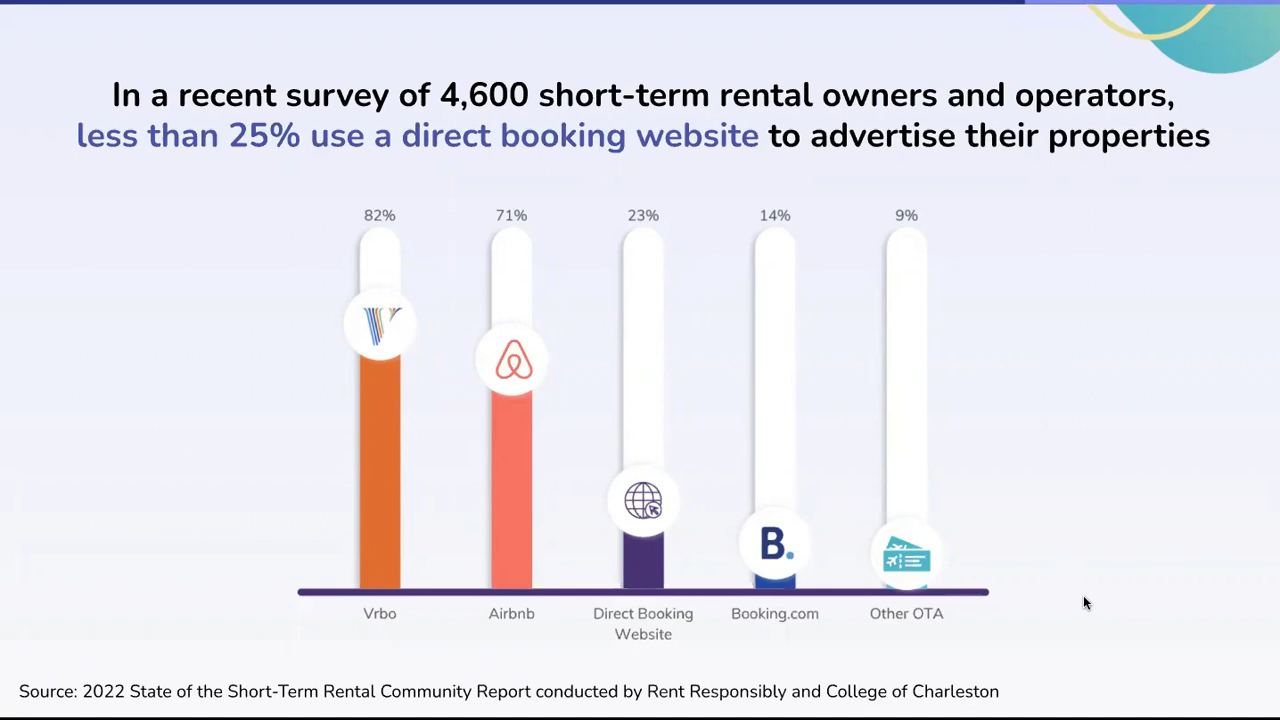 In a recent survey of 4,600 short-term rental owners and operators,
less than 25% use a direct booking website to advertise their properties
82% 71% 23% 14% 9%
B.
Vrbo Airbnb Direct Booking Website Booking.com Other OTA
Source: 2022 State of the Short-Term Rental Community Report conducted by Rent Responsibly and College of Charleston